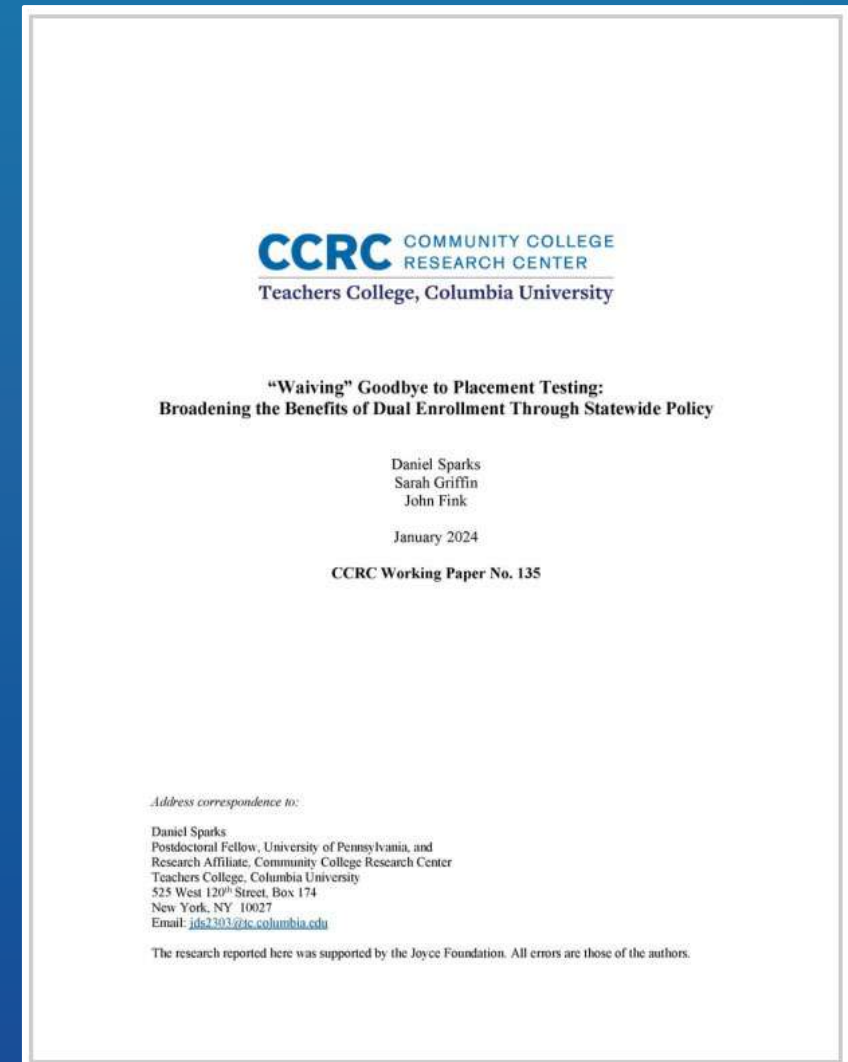 CCRC COMMUNITY COLLEGE
RESEARCH CENTER
Teachers College, Columbia University
“Waiving” Goodbye to Placement Testing:
Broadening the Benefits of Dual Enrollment Through Statewide Policy
Daniel Sparks
Sarah Griffin
John Fink
January 2024
CCRC Working Paper No. 135
Address correspondence to:
Daniel Sparks
Postdoctoral Fellow, University of Pennsylvania, and
Research Affiliate, Community College Research Center
Teachers College, Columbia University
525 West 120th Street, Box 174
New York, NY 10027
Email: jds2303@tc.columbia.edu
The research reported here was supported by the Joyce Foundation. All errors are those of the authors.